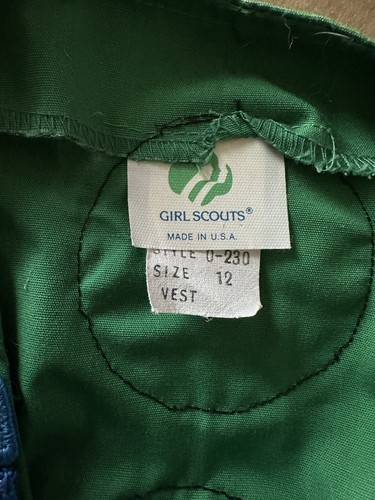 GIRL SCOUTS®
MADE IN U.S.A.
STYLE 0-230
SIZE 12
VEST